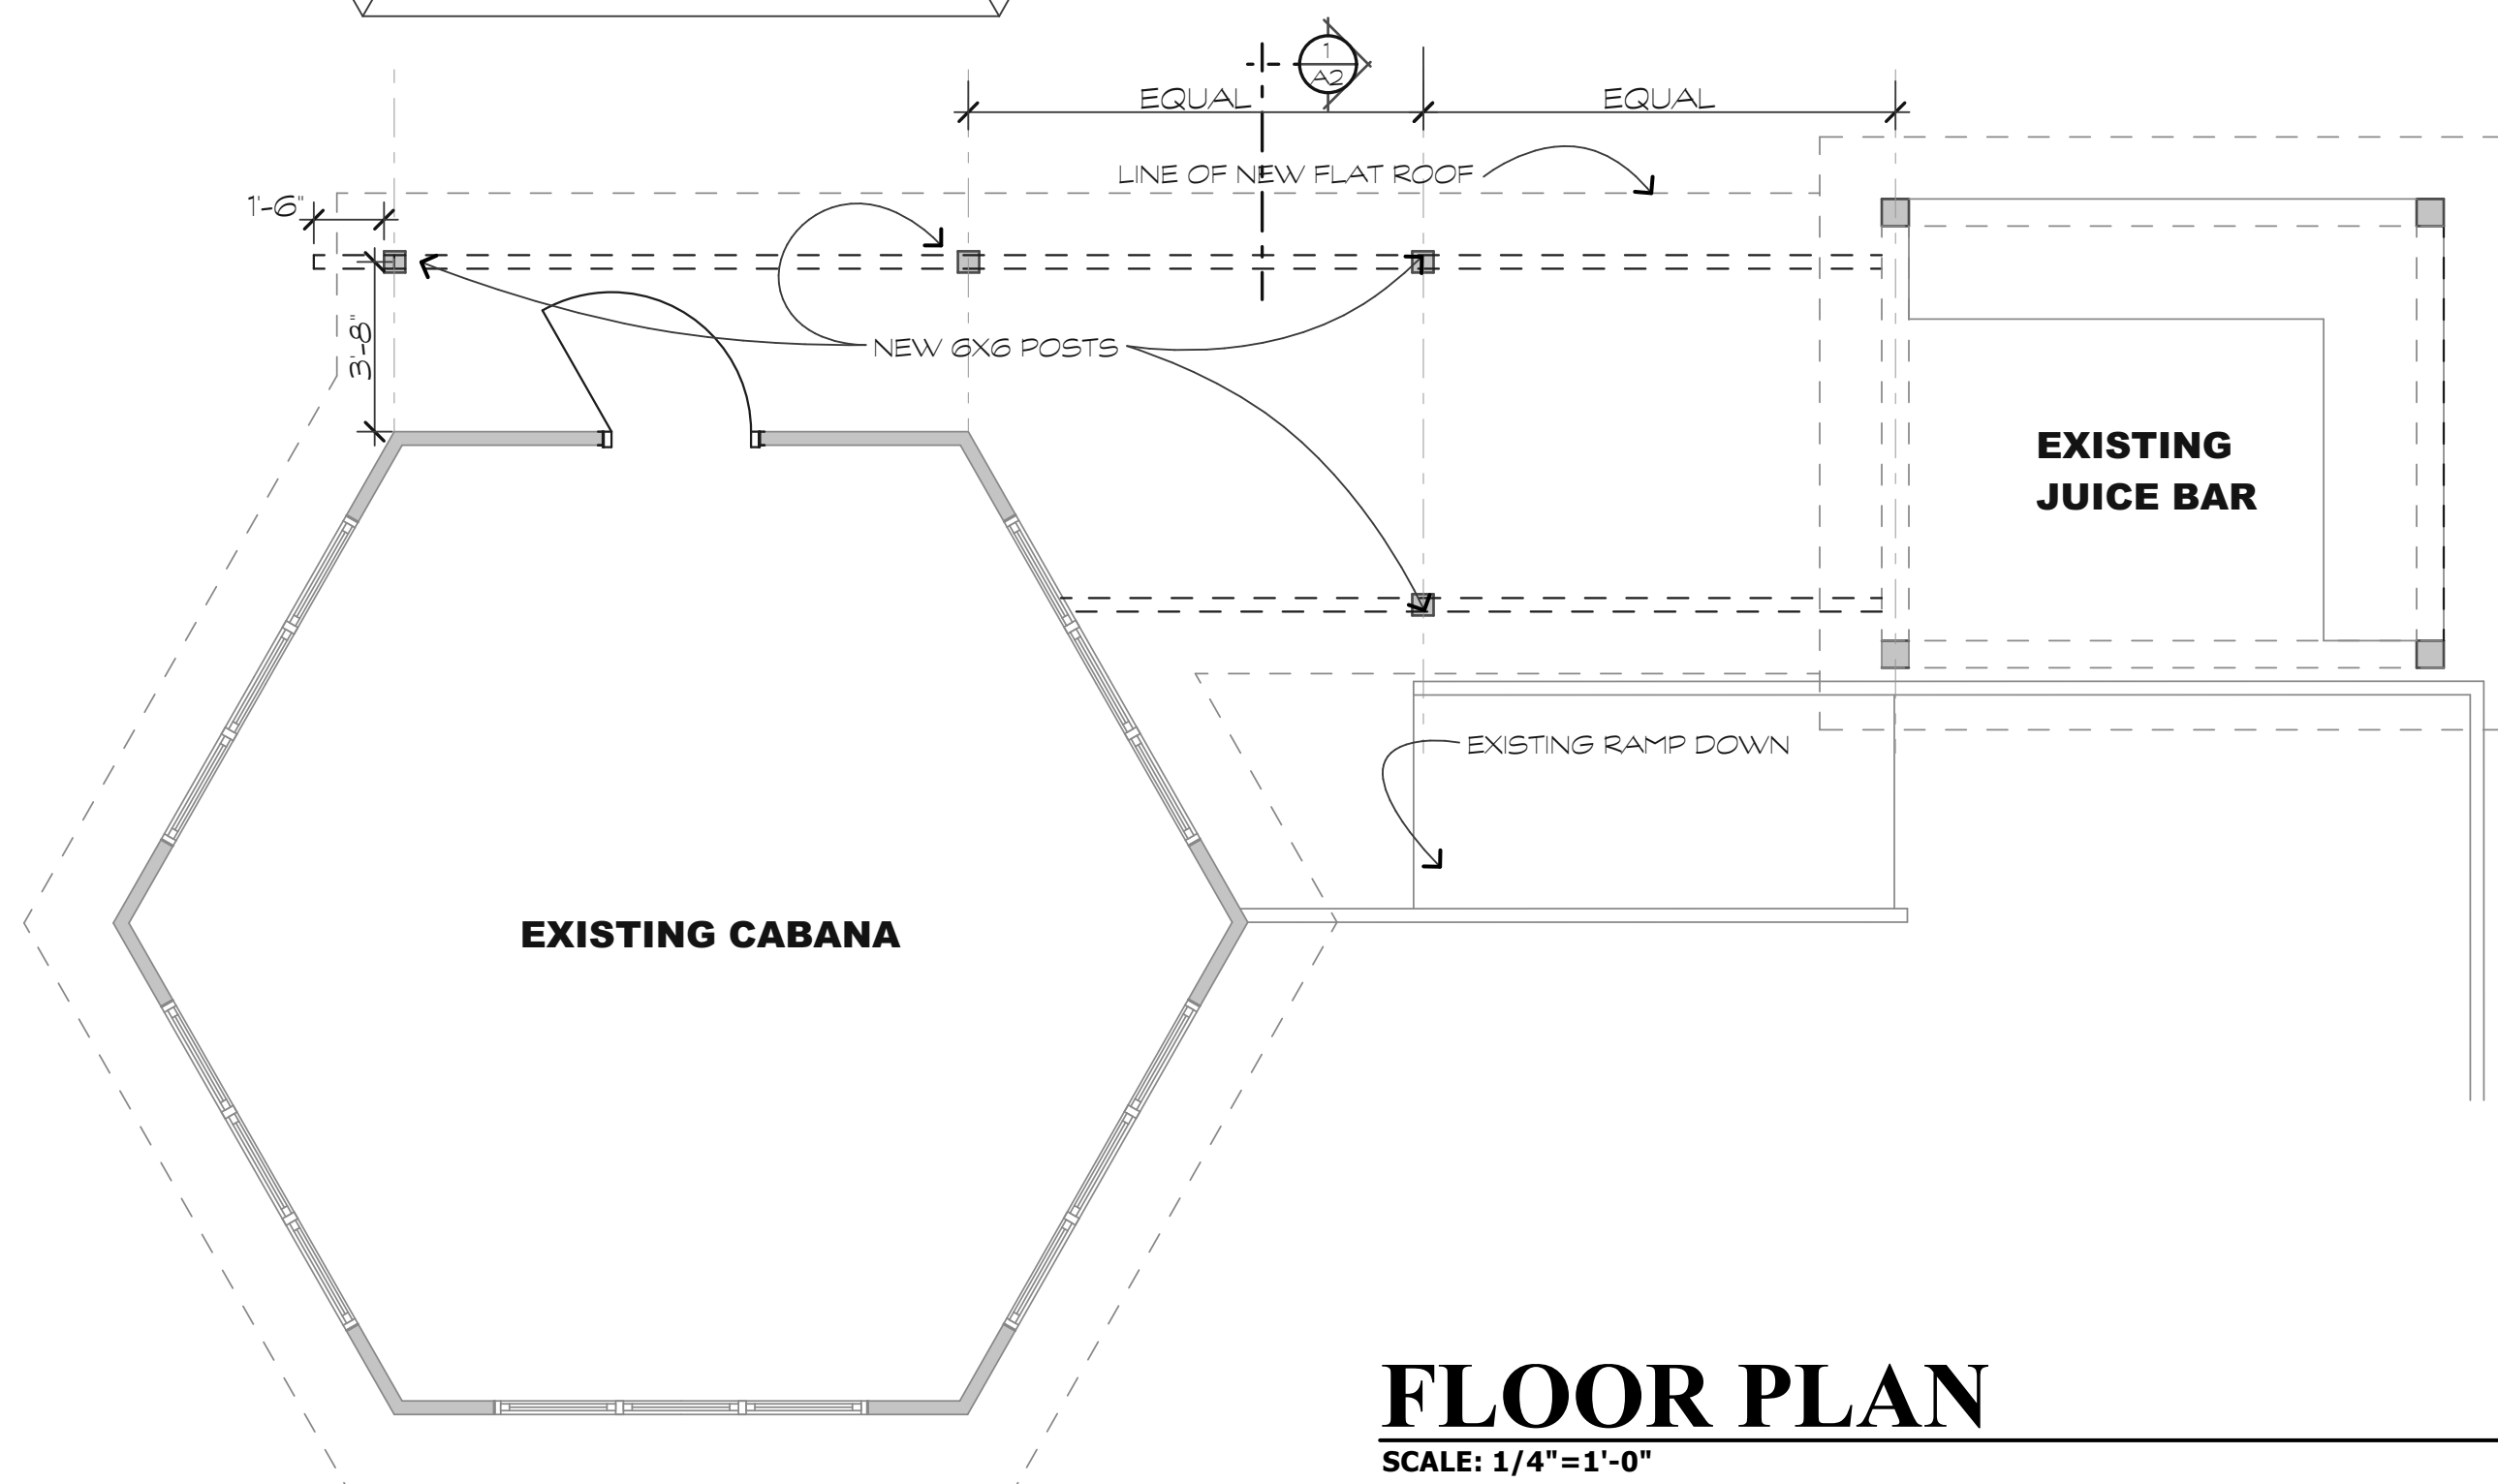 1
A2
EQUAL
EQUAL
LINE OF NEW FLAT ROOF
1'-6"
3'-8"
NEW 6X6 POSTS
EXISTING
JUICE BAR
EXISTING RAMP DOWN
EXISTING CABANA
FLOOR PLAN
SCALE: 1/4"=1'-0"